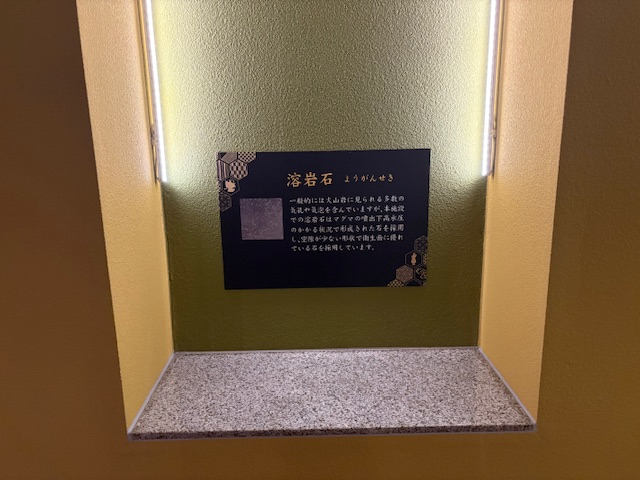 溶岩石 ようがんせき
一般的には火山岩に見られる多数の
気孔や気泡を含んでいますが、本施設
での溶岩石はマグマの噴出下高水圧
のかかる状況で形成された石を採用
し、空隙が少ない形状で衛生面に優れ
ている石を採用しています。